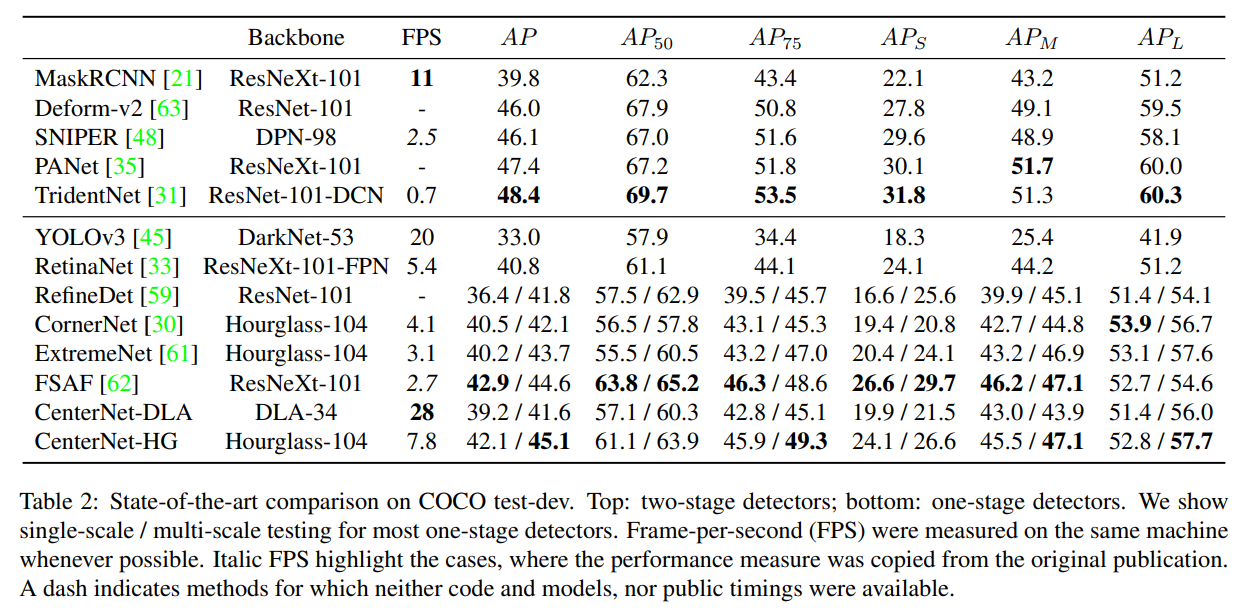 Backbone FPS AP AP50 AP75 APS APM APL
MaskRCNN [21] ResNeXt-101 11 39.8 62.3 43.4 22.1 43.2 51.2
Deform-v2 [63] ResNet-101 - 46.0 67.9 50.8 27.8 49.1 59.5
SNIPER [48] DPN-98 2.5 46.1 67.0 51.6 29.6 48.9 58.1
PANet [35] ResNeXt-101 - 47.4 67.2 51.8 30.1 51.7 60.0
TridentNet [31] ResNet-101-DCN 0.7 48.4 69.7 53.5 31.8 51.3 60.3
YOLOv3 [45] DarkNet-53 20 33.0 57.9 34.4 18.3 25.4 41.9
RetinaNet [33] ResNeXt-101-FPN 5.4 40.8 61.1 44.1 24.1 44.2 51.2
RefineDet [59] ResNet-101 - 36.4 / 41.8 57.5 / 62.9 39.5 / 45.7 16.6 / 25.6 39.9 / 45.1 51.4 / 54.1
CornerNet [30] Hourglass-104 4.1 40.5 / 42.1 56.5 / 57.8 43.1 / 45.3 19.4 / 20.8 42.7 / 44.8 53.9 / 56.7
ExtremeNet [61] Hourglass-104 3.1 40.2 / 43.7 55.5 / 60.5 43.2 / 47.0 20.4 / 24.1 43.2 / 46.9 53.1 / 57.6
FSAF [62] ResNeXt-101 2.7 42.9 / 44.6 63.8 / 65.2 46.3 / 48.6 26.6 / 29.7 46.2 / 47.1 52.7 / 54.6
CenterNet-DLA DLA-34 28 39.2 / 41.6 57.1 / 60.3 42.8 / 45.1 19.9 / 21.5 43.0 / 43.9 51.4 / 56.0
CenterNet-HG Hourglass-104 7.8 42.1 / 45.1 61.1 / 63.9 45.9 / 49.3 24.1 / 26.6 45.5 / 47.1 52.8 / 57.7
Table 2: State-of-the-art comparison on COCO test-dev. Top: two-stage detectors; bottom: one-stage detectors. We show
single-scale / multi-scale testing for most one-stage detectors. Frame-per-second (FPS) were measured on the same machine
whenever possible. Italic FPS highlight the cases, where the performance measure was copied from the original publication.
A dash indicates methods for which neither code and models, nor public timings were available.